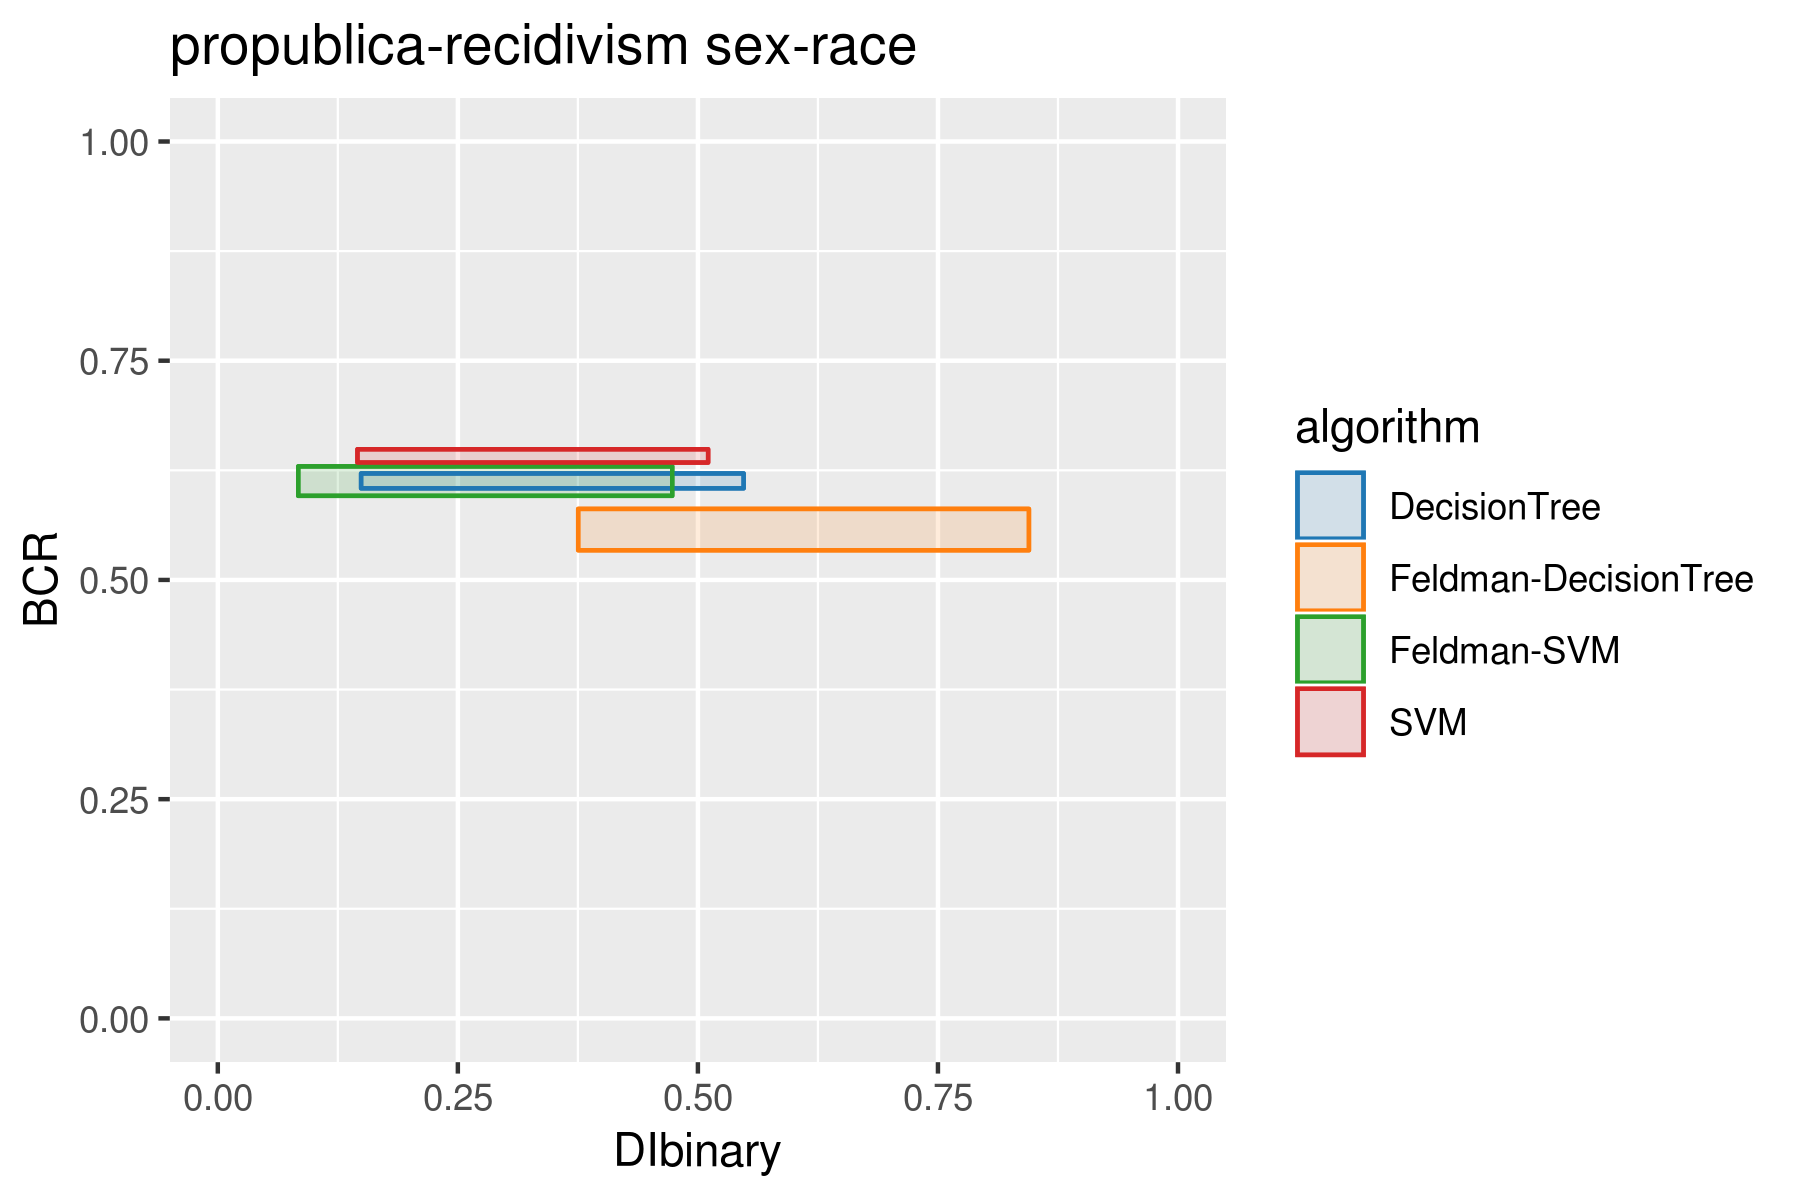 propublica-recidivism sex-race
1.00
0.75
0.50
0.25
0.00
BCR
0.00 0.25 0.50 0.75 1.00
DIbinary
algorithm
DecisionTree
Feldman-DecisionTree
Feldman-SVM
SVM